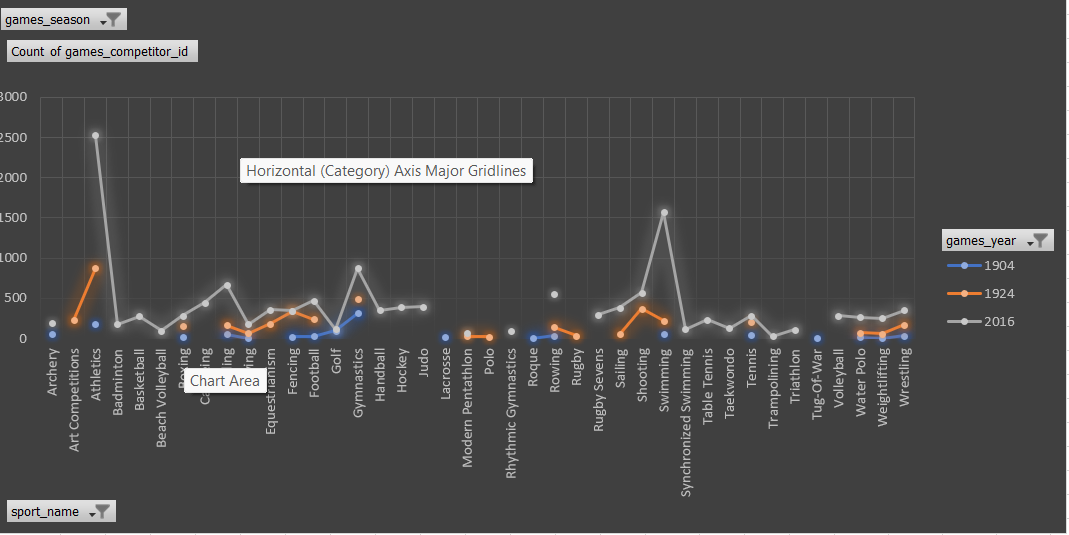 games_season
Count of games_competitor_id
3000
2500
2000
1500
1000
500
0
Horizontal (Category) Axis Major Gridlines
games_year
1904
1924
2016
Archery
Art Competitions
Athletics
Badminton
Basketball
Beach Volleyball
Equestrianism
Fencing
Football
Golf
Gymnastics
Handball
Hockey
Judo
Lacrosse
Modern Pentathlon
Polo
Rhythmic Gymnastics
Roque
Rowing
Rugby
Rugby Sevens
Sailing
Shooting
Swimming
Synchronized Swimming
Table Tennis
Taekwondo
Tennis
Trampolining
Triathlon
Tug-Of-War
Volleyball
Water Polo
Weightlifting
Wrestling
Chart Area
sport_name